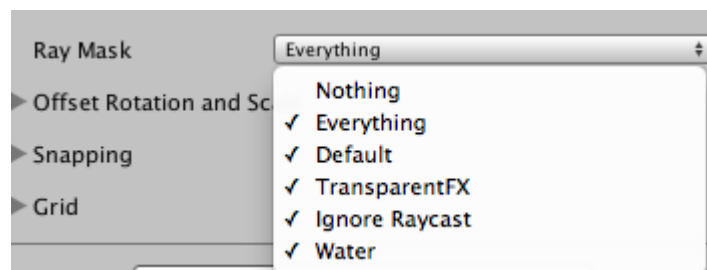 Ray Mask Everything
Nothing
Offset Rotation and Sc
✓ Everything
Snapping ✓ Default
✓ TransparentFX
Grid ✓ Ignore Raycast
✓ Water